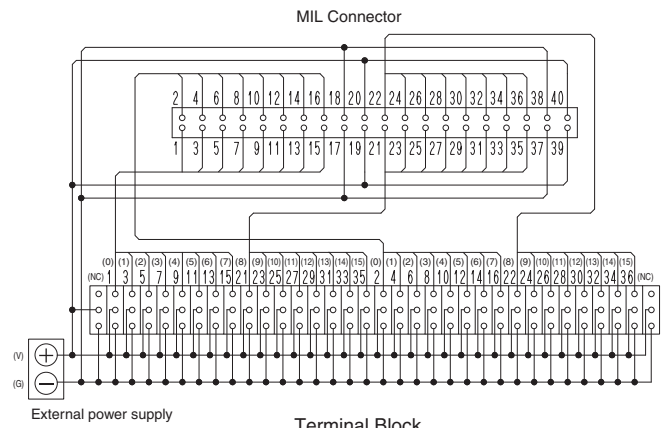 MIL Connector
2 4 6 8 10 12 14 16 18 20 22 24 26 28 30 32 34 36 38 40
1 3 5 7 9 11 13 15 17 19 21 23 25 27 29 31 33 35 37 39
(0) (1) (2) (3) (4) (5) (6) (7) (8) (9) (10) (11) (12) (13) (14) (15) (0) (1) (2) (3) (4) (5) (6) (7) (8) (9) (10) (11) (12) (13) (14) (15)
(NC) 1 3 5 7 9 11 13 15 21 23 25 27 29 31 33 35 2 4 6 8 10 12 14 16 22 24 26 28 30 32 34 36 (NC)
(V)
(G)
External power supply
Terminal Block